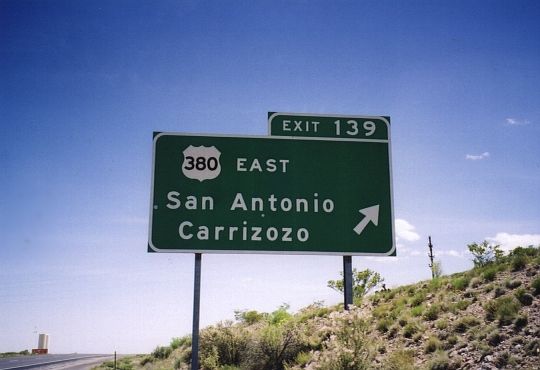 EXIT 139
380 EAST
San Antonio
Carrizozo